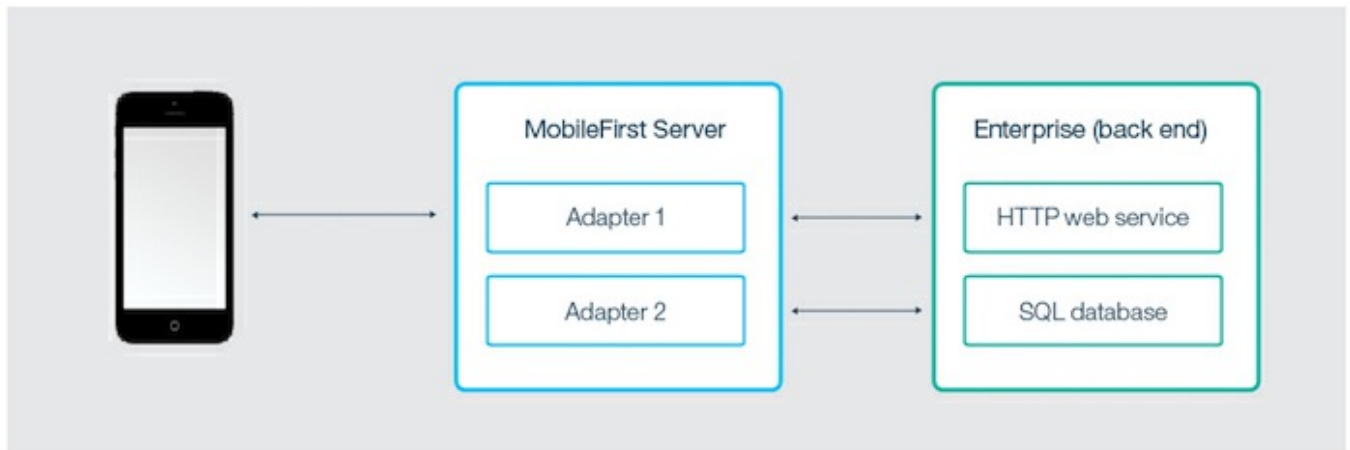 MobileFirst Server
Adapter 1
Adapter 2
Enterprise (back end)
HTTP web service
SQL database